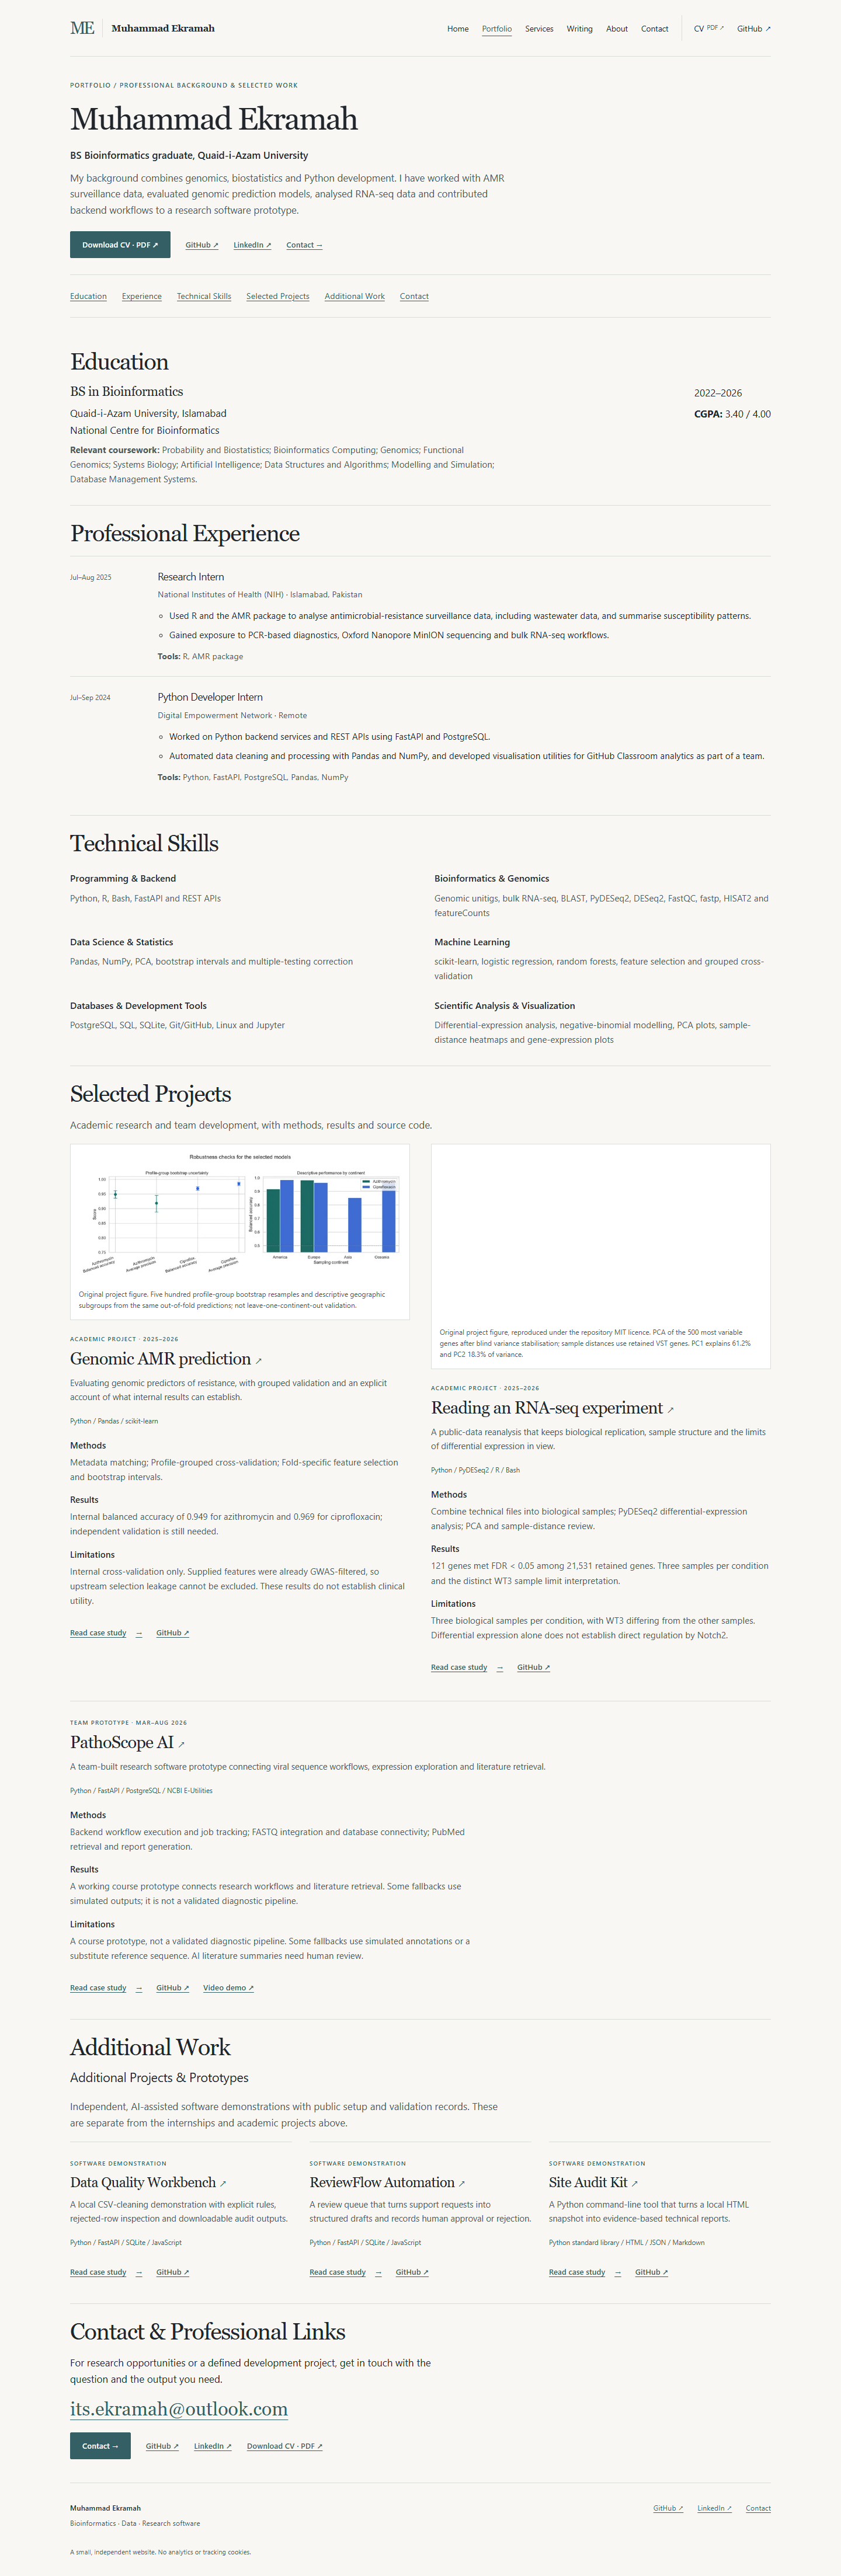 ME Muhammad Ekramah
Home Portfolio Services Writing About Contact CV PDF ↗ GitHub ↗
PORTFOLIO / PROFESSIONAL BACKGROUND & SELECTED WORK
Muhammad Ekramah
BS Bioinformatics graduate, Quaid-i-Azam University
My background combines genomics, biostatistics and Python development. I have worked with AMR
surveillance data, evaluated genomic prediction models, analysed RNA-seq data and contributed
backend workflows to a research software prototype.
Download CV · PDF ↗ GitHub ↗ LinkedIn ↗ Contact →
Education Experience Technical Skills Selected Projects Additional Work Contact
Education
BS in Bioinformatics
2022–2026
Quaid-i-Azam University, Islamabad
CGPA: 3.40 / 4.00
National Centre for Bioinformatics
Relevant coursework: Probability and Biostatistics; Bioinformatics Computing; Genomics; Functional
Genomics; Systems Biology; Artificial Intelligence; Data Structures and Algorithms; Modelling and Simulation;
Database Management Systems.
Professional Experience
Jul–Aug 2025
Research Intern
National Institutes of Health (NIH) · Islamabad, Pakistan
Used R and the AMR package to analyse antimicrobial-resistance surveillance data, including wastewater data, and summarise susceptibility patterns.
Gained exposure to PCR-based diagnostics, Oxford Nanopore MinION sequencing and bulk RNA-seq workflows.
Tools: R, AMR package
Jul–Sep 2024
Python Developer Intern
Digital Empowerment Network · Remote
Worked on Python backend services and REST APIs using FastAPI and PostgreSQL.
Automated data cleaning and processing with Pandas and NumPy, and developed visualisation utilities for GitHub Classroom analytics as part of a team.
Tools: Python, FastAPI, PostgreSQL, Pandas, NumPy
Technical Skills
Programming & Backend
Python, R, Bash, FastAPI and REST APIs
Bioinformatics & Genomics
Genomic unitigs, bulk RNA-seq, BLAST, PyDESeq2, DESeq2, FastQC, fastp, HISAT2 and
featureCounts
Data Science & Statistics
Pandas, NumPy, PCA, bootstrap intervals and multiple-testing correction
Machine Learning
scikit-learn, logistic regression, random forests, feature selection and grouped cross-
validation
Databases & Development Tools
PostgreSQL, SQL, SQLite, Git/GitHub, Linux and Jupyter
Scientific Analysis & Visualization
Differential-expression analysis, negative-binomial modelling, PCA plots, sample-
distance heatmaps and gene-expression plots
Selected Projects
Academic research and team development, with methods, results and source code.
Robustness checks for the selected models
Profile-group bootstrap uncertainty
Descriptive performance by continent
Score
Balanced accuracy
America Europe Asia Oceania
Sampling continent
Original project figure. Five hundred profile-group bootstrap resamples and descriptive geographic
subgroups from the same out-of-fold predictions; not leave-one-continent-out validation.
ACADEMIC PROJECT · 2025–2026
Genomic AMR prediction ↗
Evaluating genomic predictors of resistance, with grouped validation and an explicit
account of what internal results can establish.
Python / Pandas / scikit-learn
Methods
Metadata matching; Profile-grouped cross-validation; Fold-specific feature selection
and bootstrap intervals.
Results
Internal balanced accuracy of 0.949 for azithromycin and 0.969 for ciprofloxacin;
independent validation is still needed.
Limitations
Internal cross-validation only. Supplied features were already GWAS-filtered, so
upstream selection leakage cannot be excluded. These results do not establish clinical
utility.
Read case study → GitHub ↗
Original project figure, reproduced under the repository MIT licence. PCA of the 500 most variable
genes after blind variance stabilisation; sample distances use retained VST genes. PC1 explains 61.2%
and PC2 18.3% of variance.
ACADEMIC PROJECT · 2025–2026
Reading an RNA-seq experiment ↗
A public-data reanalysis that keeps biological replication, sample structure and the limits
of differential expression in view.
Python / PyDESeq2 / R / Bash
Methods
Combine technical files into biological samples; PyDESeq2 differential-expression
analysis; PCA and sample-distance review.
Results
121 genes met FDR < 0.05 among 21,531 retained genes. Three samples per condition
and the distinct WT3 sample limit interpretation.
Limitations
Three biological samples per condition, with WT3 differing from the other samples.
Differential expression alone does not establish direct regulation by Notch2.
Read case study → GitHub ↗
TEAM PROTOTYPE · MAR–AUG 2026
PathoScope AI ↗
A team-built research software prototype connecting viral sequence workflows, expression exploration and literature retrieval.
Python / FastAPI / PostgreSQL / NCBI E-Utilities
Methods
Backend workflow execution and job tracking; FASTQ integration and database connectivity; PubMed
retrieval and report generation.
Results
A working course prototype connects research workflows and literature retrieval. Some fallbacks use
simulated outputs; it is not a validated diagnostic pipeline.
Limitations
A course prototype, not a validated diagnostic pipeline. Some fallbacks use simulated annotations or a
substitute reference sequence. AI literature summaries need human review.
Read case study → GitHub ↗ Video demo ↗
Additional Work
Additional Projects & Prototypes
Independent, AI-assisted software demonstrations with public setup and validation records. These
are separate from the internships and academic projects above.
SOFTWARE DEMONSTRATION
Data Quality Workbench ↗
A local CSV-cleaning demonstration with explicit rules,
rejected-row inspection and downloadable audit outputs.
Python / FastAPI / SQLite / JavaScript
Read case study → GitHub ↗
SOFTWARE DEMONSTRATION
ReviewFlow Automation ↗
A review queue that turns support requests into
structured drafts and records human approval or rejection.
Python / FastAPI / SQLite / JavaScript
Read case study → GitHub ↗
SOFTWARE DEMONSTRATION
Site Audit Kit ↗
A Python command-line tool that turns a local HTML
snapshot into evidence-based technical reports.
Python standard library / HTML / JSON / Markdown
Read case study → GitHub ↗
Contact & Professional Links
For research opportunities or a defined development project, get in touch with the
question and the output you need.
its.ekramah@outlook.com
Contact → GitHub ↗ LinkedIn ↗ Download CV · PDF ↗
Muhammad Ekramah
GitHub ↗ LinkedIn ↗ Contact
Bioinformatics · Data · Research software
A small, independent website. No analytics or tracking cookies.